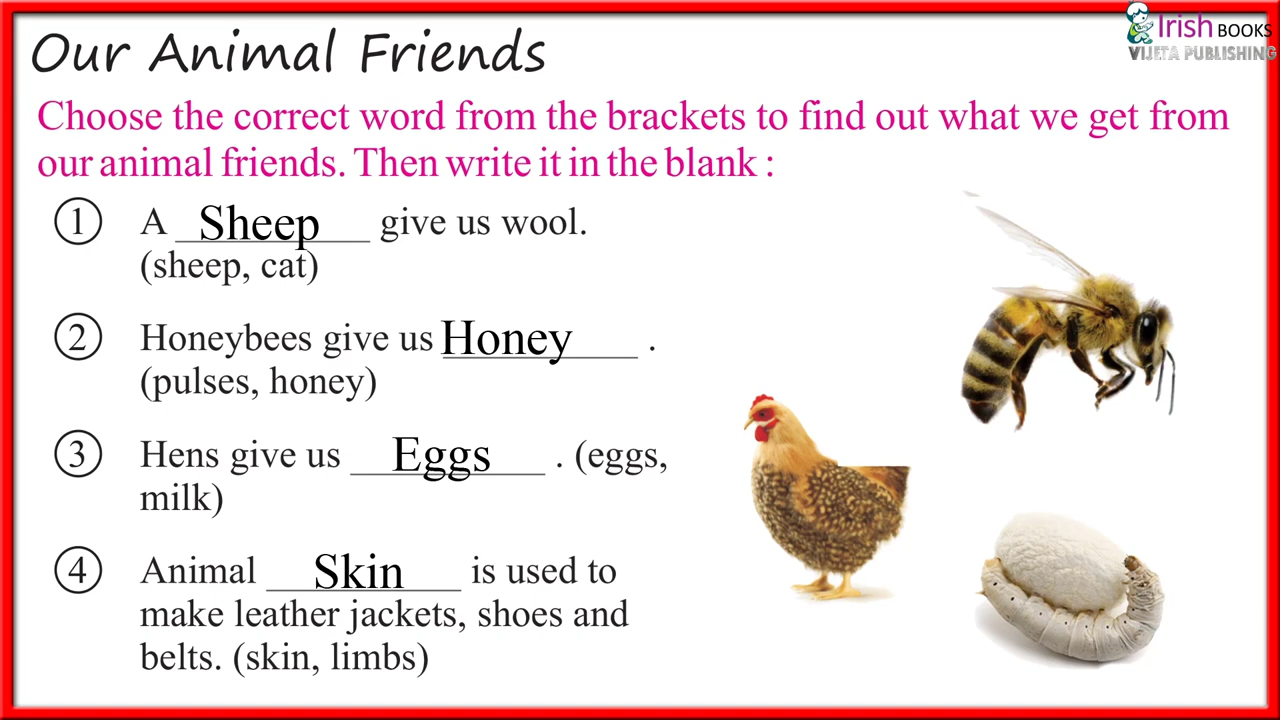 Irish BOOKS
VIJETA PUBLISHING
Our Animal Friends
Choose the correct word from the brackets to find out what we get from
our animal friends. Then write it in the blank :
1 A Sheep give us wool.
(sheep, cat)
2 Honeybees give us Honey .
(pulses, honey)
3 Hens give us Eggs . (eggs,
milk)
4 Animal Skin is used to
make leather jackets, shoes and
belts. (skin, limbs)